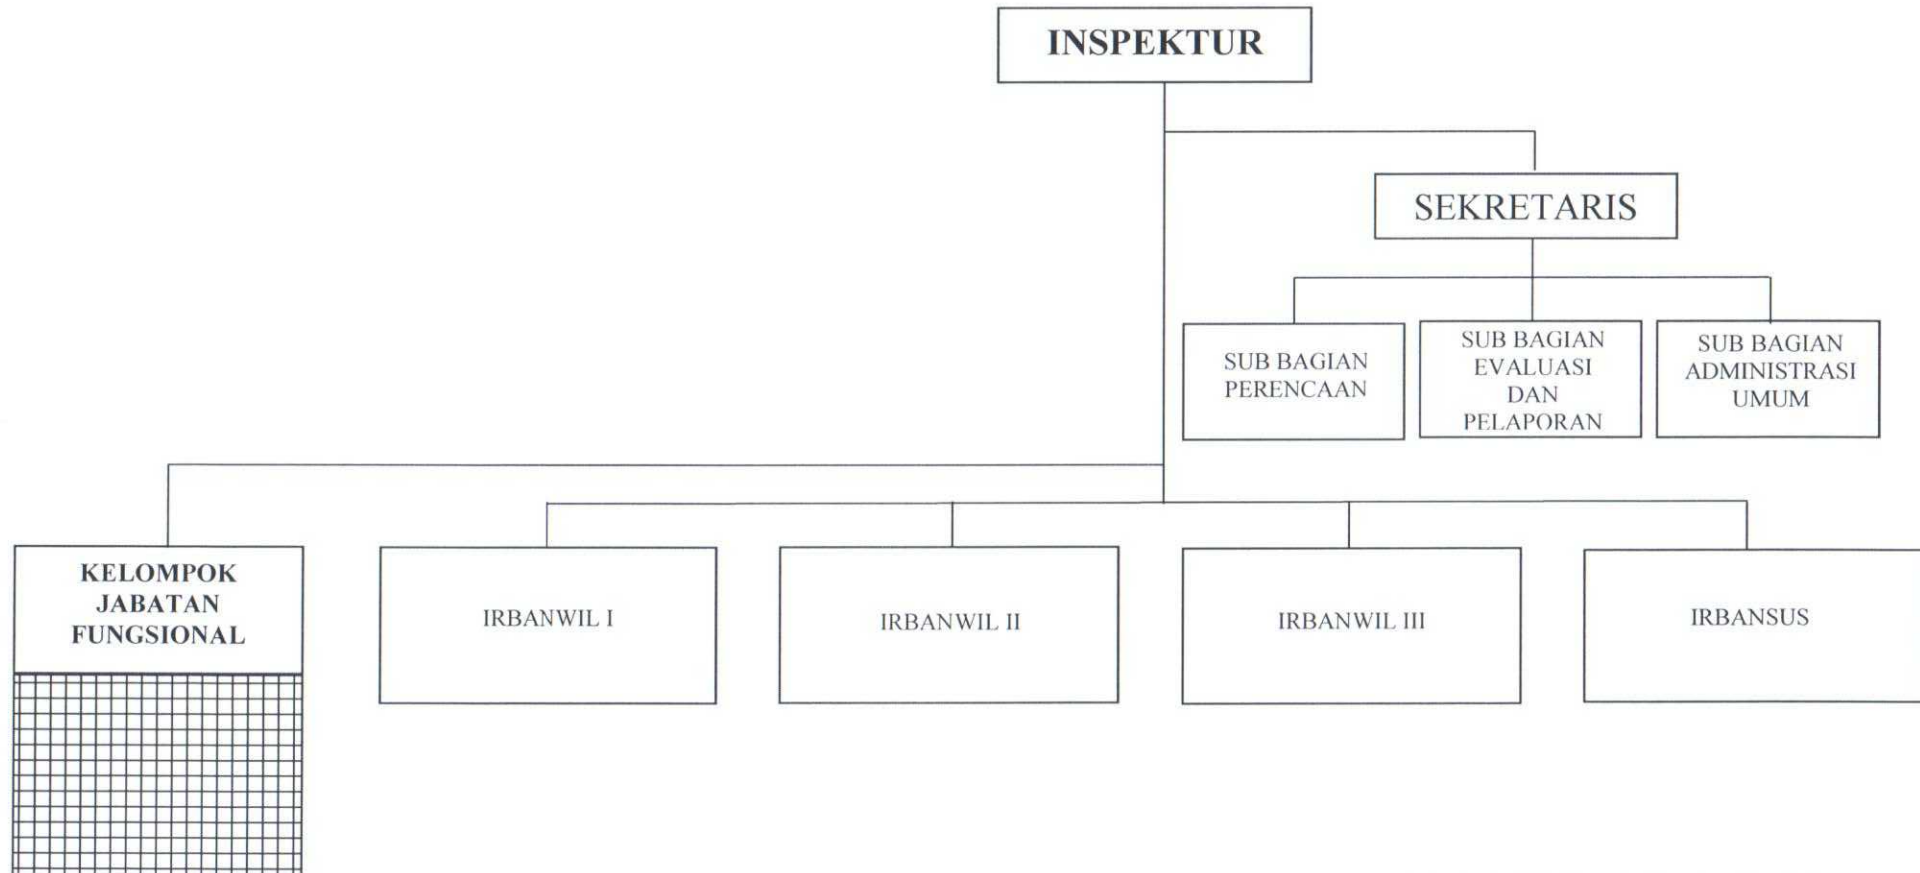 INSPEKTUR
SEKRETARIS
SUB BAGIAN
PERENCAAN
SUB BAGIAN
EVALUASI
DAN
PELAPORAN
SUB BAGIAN
ADMINISTRASI
UMUM
KELOMPOK
JABATAN
FUNGSIONAL
IRBANWIL I
IRBANWIL II
IRBANWIL III
IRBANSUS